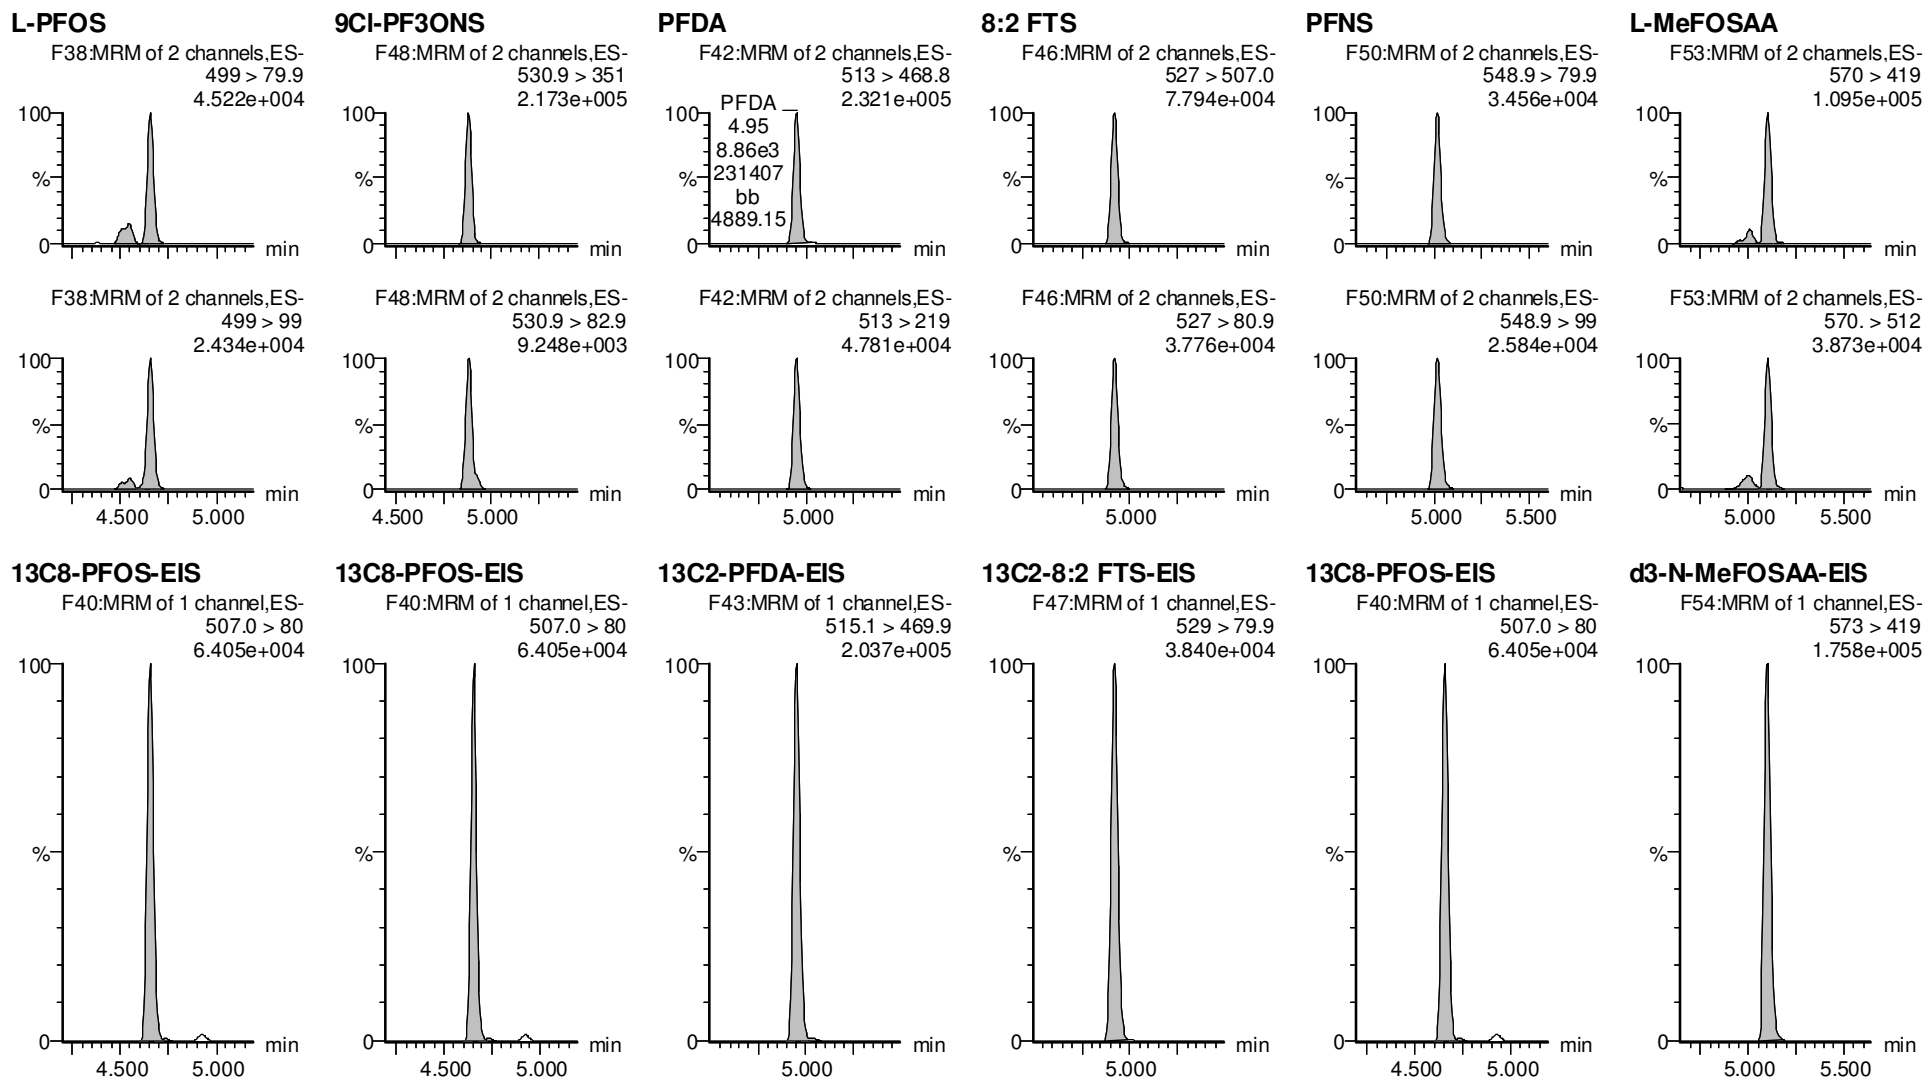 L-PFOS
F38:MRM of 2 channels,ES-
499 > 79.9
4.522e+004
100
%
0
min
F38:MRM of 2 channels,ES-
499 > 99
2.434e+004
100
%
0
min
4.500 5.000
9Cl-PF3ONS
F48:MRM of 2 channels,ES-
530.9 > 351
2.173e+005
100
%
0
min
F48:MRM of 2 channels,ES-
530.9 > 82.9
9.248e+003
100
%
0
min
4.500 5.000
PFDA
F42:MRM of 2 channels,ES-
513 > 468.8
2.321e+005
100
%
0
min
PFDA
4.95
8.86e3
231407
bb
4889.15
F42:MRM of 2 channels,ES-
513 > 219
4.781e+004
100
%
0
min
5.000
8:2 FTS
F46:MRM of 2 channels,ES-
527 > 507.0
7.794e+004
100
%
0
min
F46:MRM of 2 channels,ES-
527 > 80.9
3.776e+004
100
%
0
min
5.000
PFNS
F50:MRM of 2 channels,ES-
548.9 > 79.9
3.456e+004
100
%
0
min
F50:MRM of 2 channels,ES-
548.9 > 99
2.584e+004
100
%
0
min
5.000 5.500
L-MeFOSAA
F53:MRM of 2 channels,ES-
570 > 419
1.095e+005
100
%
0
min
F53:MRM of 2 channels,ES-
570. > 512
3.873e+004
100
%
0
min
5.000 5.500
13C8-PFOS-EIS
F40:MRM of 1 channel,ES-
507.0 > 80
6.405e+004
100
%
0
min
4.500 5.000
13C8-PFOS-EIS
F40:MRM of 1 channel,ES-
507.0 > 80
6.405e+004
100
%
0
min
4.500 5.000
13C2-PFDA-EIS
F43:MRM of 1 channel,ES-
515.1 > 469.9
2.037e+005
100
%
0
min
5.000
13C2-8:2 FTS-EIS
F47:MRM of 1 channel,ES-
529 > 79.9
3.840e+004
100
%
0
min
5.000
13C8-PFOS-EIS
F40:MRM of 1 channel,ES-
507.0 > 80
6.405e+004
100
%
0
min
4.500 5.000
d3-N-MeFOSAA-EIS
F54:MRM of 1 channel,ES-
573 > 419
1.758e+005
100
%
0
min
5.000 5.500